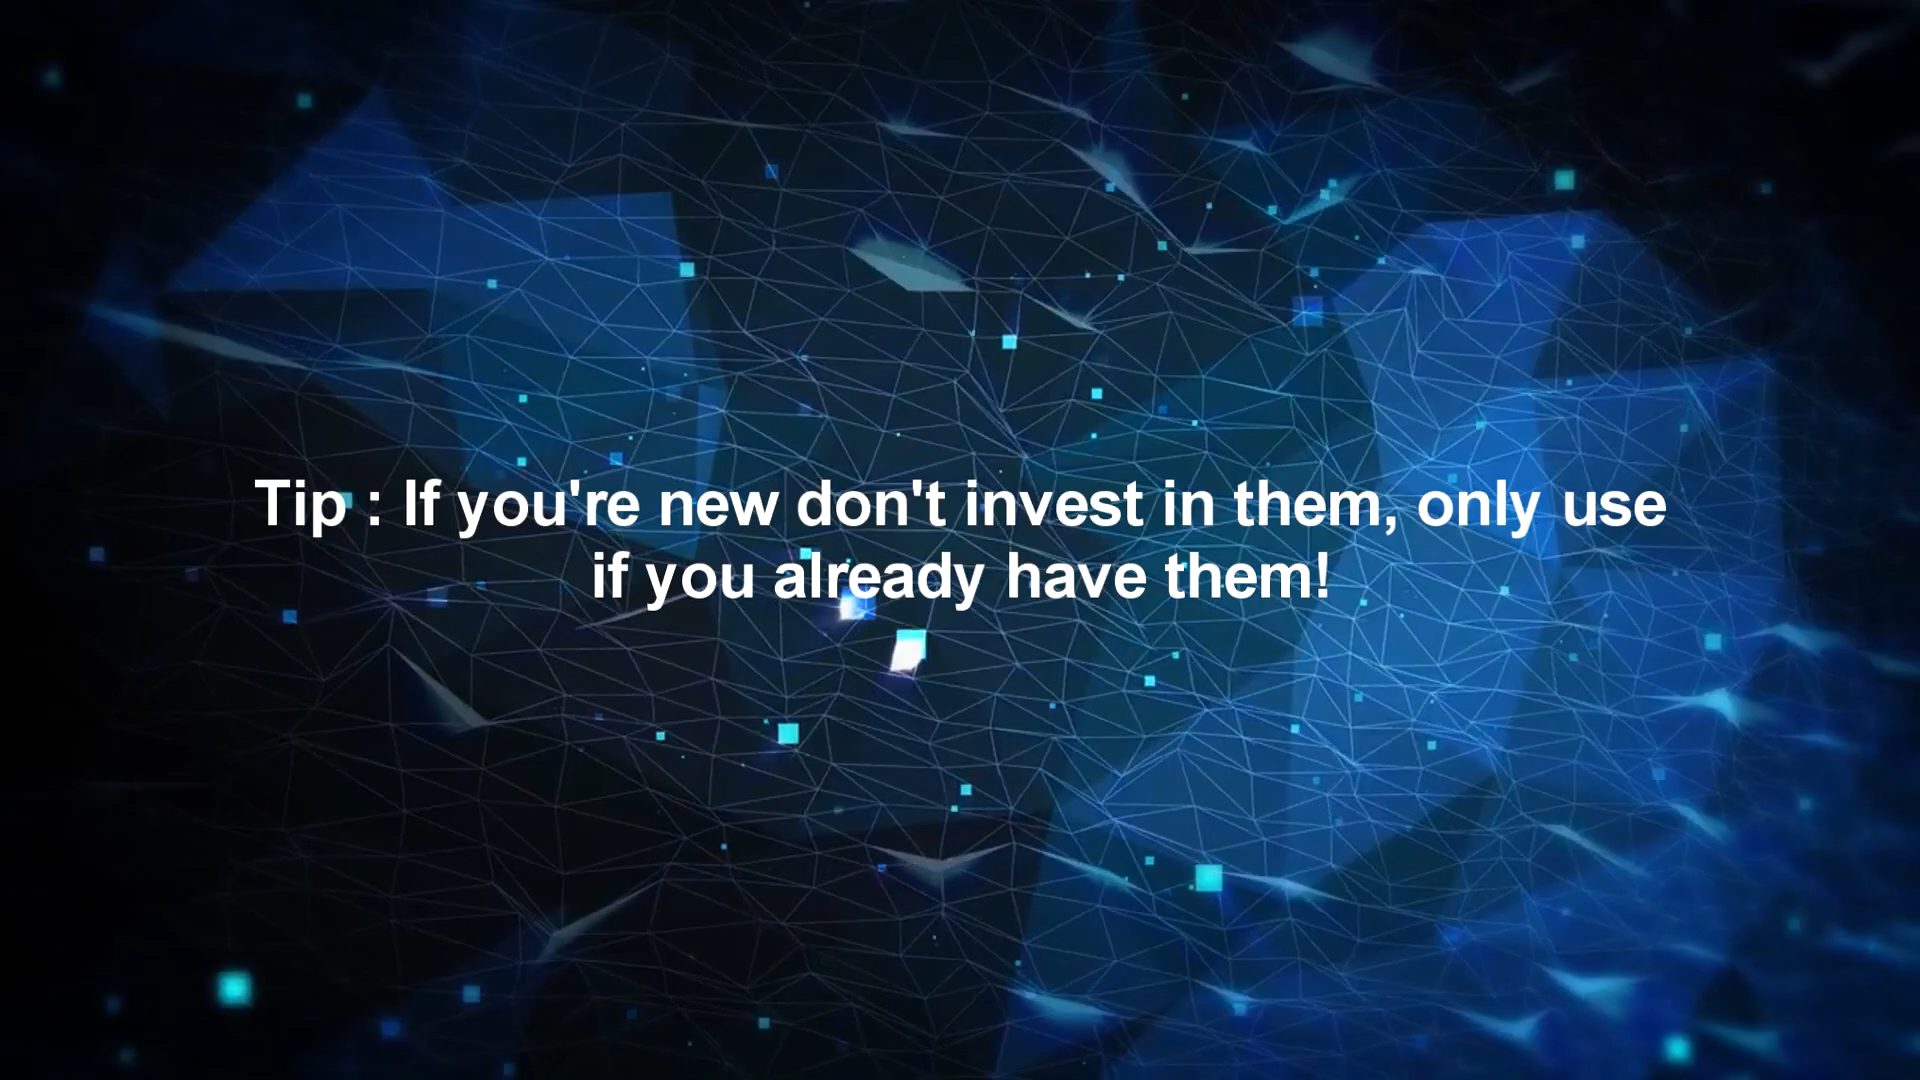 Tip : If you're new don't invest in them, only use
if you already have them!